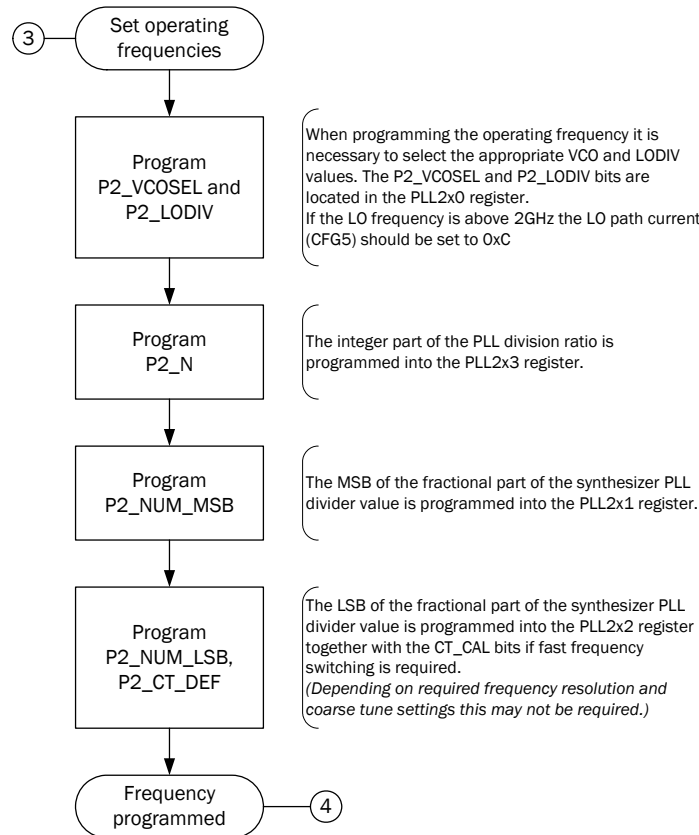 3
Set operating
frequencies
Program
P2_VCOSEL and
P2_LODIV
When programming the operating frequency it is
necessary to select the appropriate VCO and LODIV
values. The P2_VCOSEL and P2_LODIV bits are
located in the PLL2x0 register.
If the LO frequency is above 2GHz the LO path current
(CFG5) should be set to 0xC
Program
P2_N
The integer part of the PLL division ratio is
programmed into the PLL2x3 register.
Program
P2_NUM_MSB
The MSB of the fractional part of the synthesizer PLL
divider value is programmed into the PLL2x1 register.
Program
P2_NUM_LSB,
P2_CT_DEF
The LSB of the fractional part of the synthesizer PLL
divider value is programmed into the PLL2x2 register
together with the CT_CAL bits if fast frequency
switching is required.
(Depending on required frequency resolution and
coarse tune settings this may not be required.)
Frequency
programmed
4